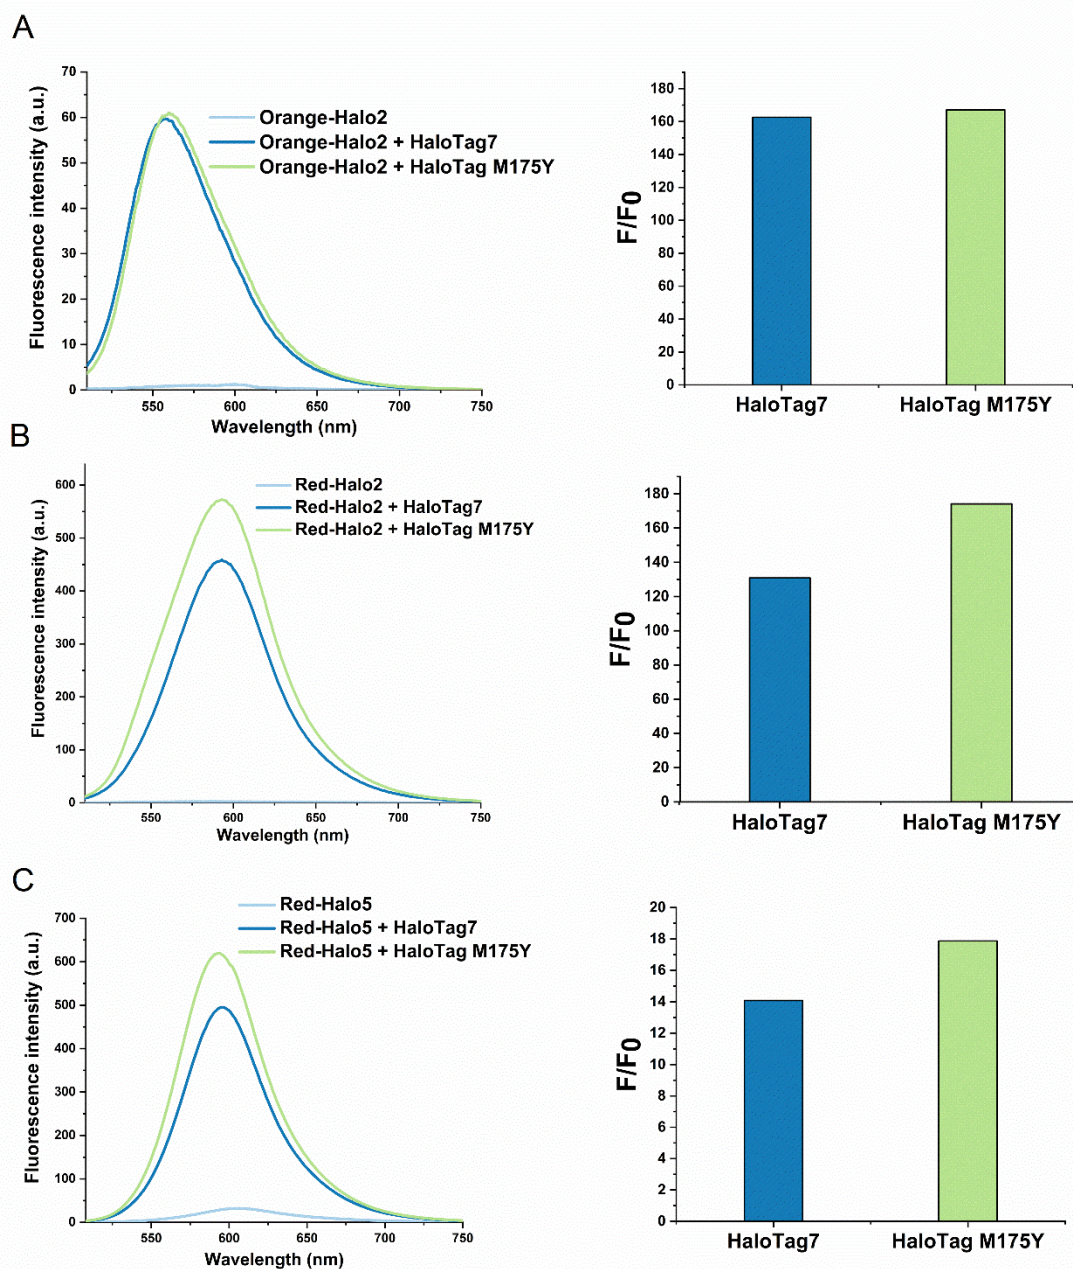 A
Fluorescence intensity (a.u.)
70
60
50
40
30
20
10
0
550
600
650
700
750
Wavelength (nm)
Orange-Halo2
Orange-Halo2 + HaloTag7
Orange-Halo2 + HaloTag M175Y
F/F0
180
160
140
120
100
80
60
40
20
0
HaloTag7
HaloTag M175Y
B
Fluorescence intensity (a.u.)
600
500
400
300
200
100
0
550
600
650
700
750
Wavelength (nm)
Red-Halo2
Red-Halo2 + HaloTag7
Red-Halo2 + HaloTag M175Y
F/F0
180
160
140
120
100
80
60
40
20
0
HaloTag7
HaloTag M175Y
C
Fluorescence intensity (a.u.)
700
600
500
400
300
200
100
0
550
600
650
700
750
Wavelength (nm)
Red-Halo5
Red-Halo5 + HaloTag7
Red-Halo5 + HaloTag M175Y
F/F0
20
18
16
14
12
10
8
6
4
2
0
HaloTag7
HaloTag M175Y